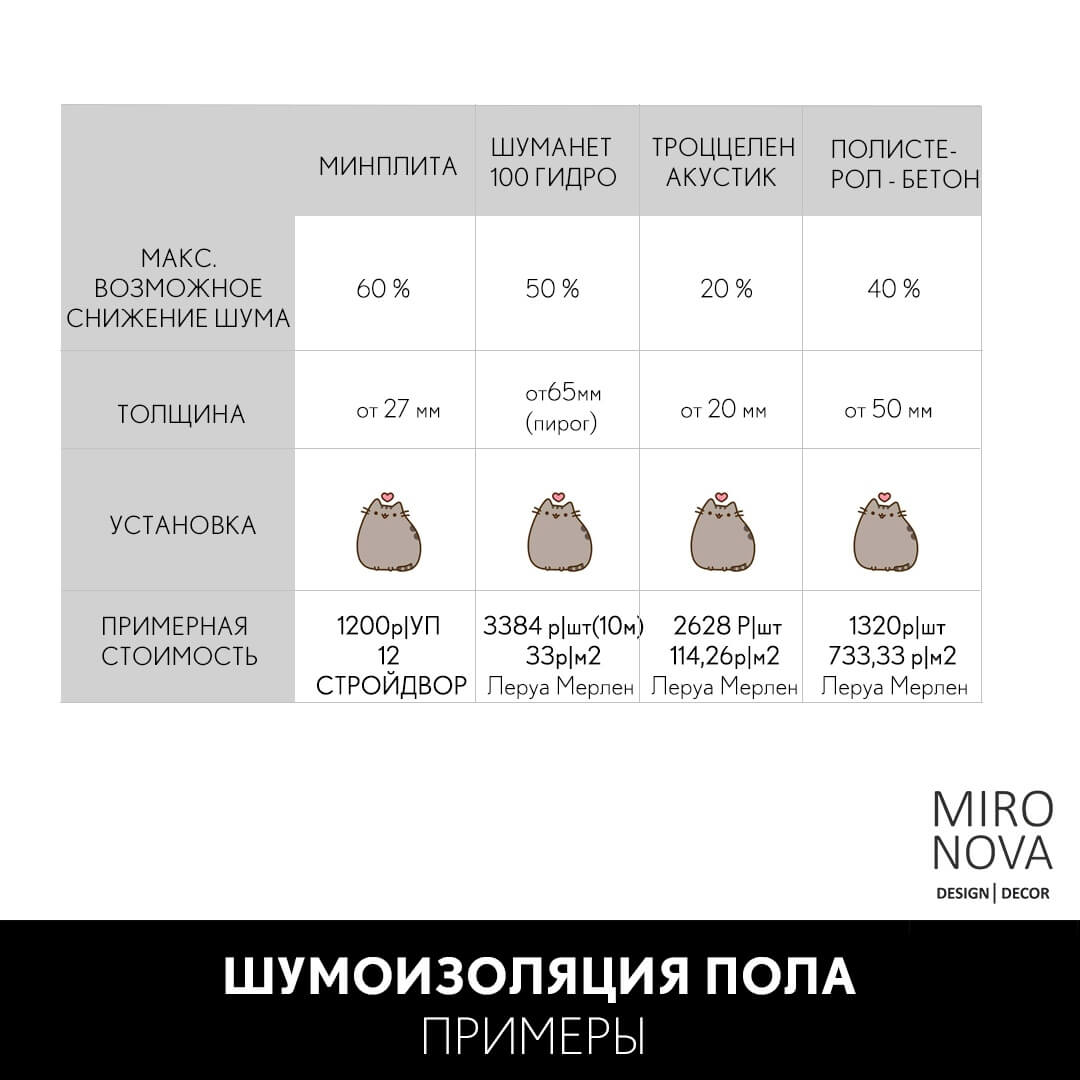 МИНПЛИТА
ШУМАНЕТ
100 ГИДРО
ТРОЦЦЕЛЕН
АКУСТИК
ПОЛИСТЕ-
РОЛ - БЕТОН
МАКС.
ВОЗМОЖНОЕ
СНИЖЕНИЕ ШУМА
60 %
50 %
20 %
40 %
ТОЛЩИНА
от 27 мм
от65мм
(пирог)
от 20 мм
от 50 мм
УСТАНОВКА
ПРИМЕРНАЯ
СТОИМОСТЬ
1200р|УП
12
СТРОЙДВОР
3384 р|шт(10м)
33р|м2
Леруа Мерлен
2628 Р|шт
114,26р|м2
Леруа Мерлен
1320р|шт
733,33 р|м2
Леруа Мерлен
MIRO
NOVA
DESIGN|DECOR
ШУМОИЗОЛЯЦИЯ ПОЛА
ПРИМЕРЫ